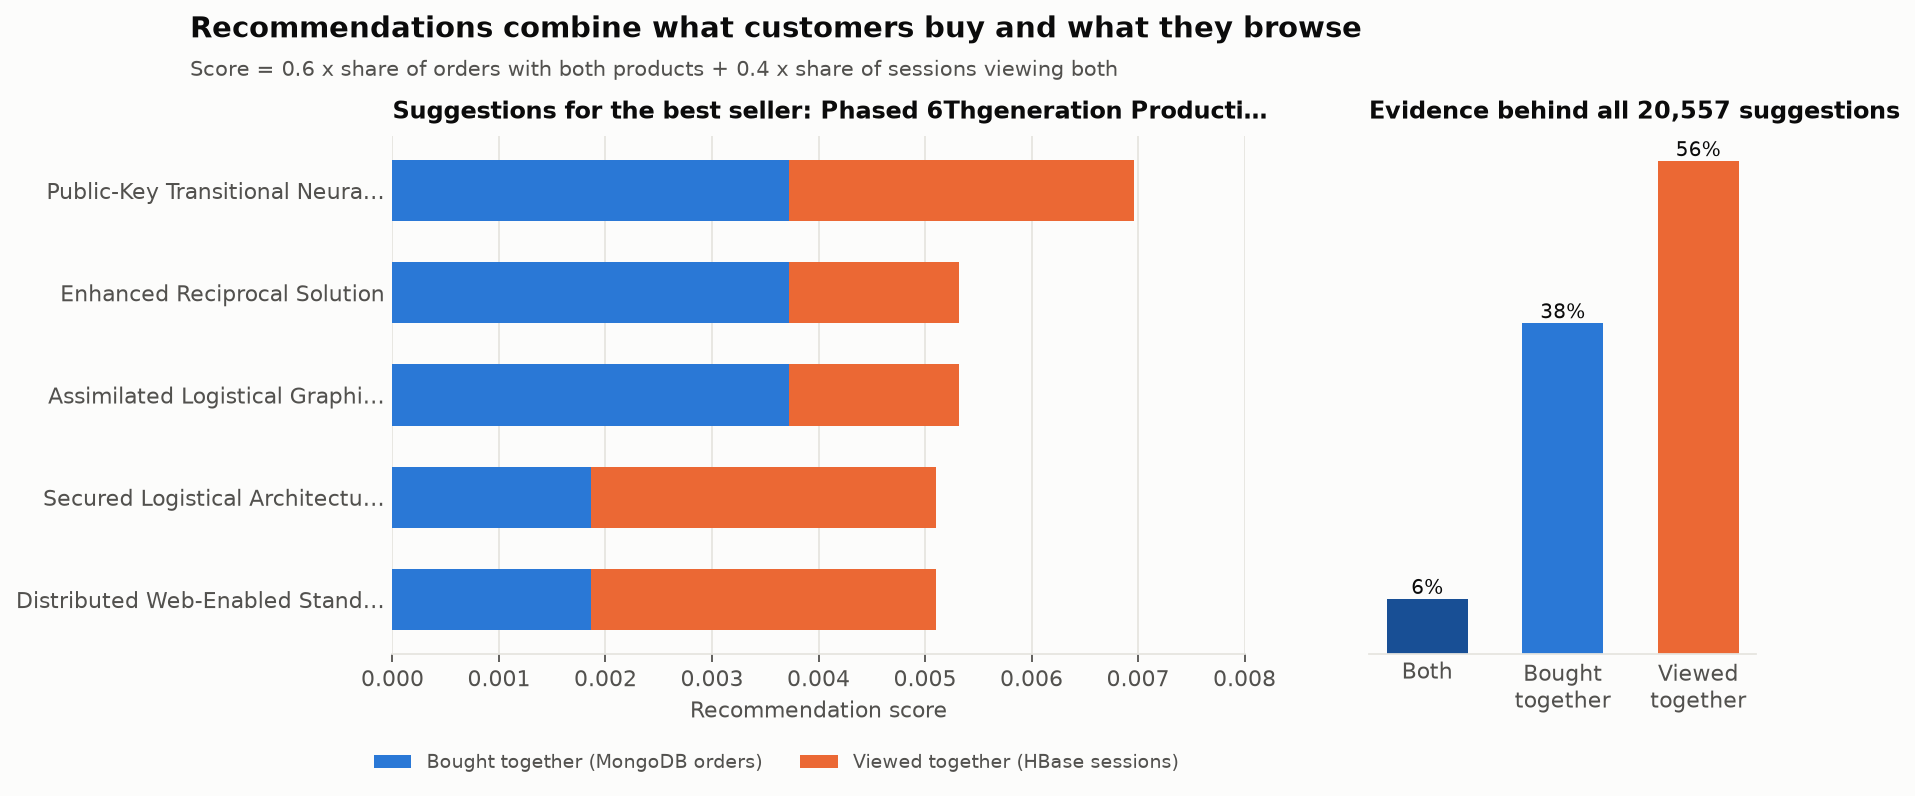 Recommendations combine what customers buy and what they browse
Score = 0.6 x share of orders with both products + 0.4 x share of sessions viewing both
Suggestions for the best seller: Phased 6Thgeneration Producti…
Public-Key Transitional Neura…
Enhanced Reciprocal Solution
Assimilated Logistical Graphi…
Secured Logistical Architectu…
Distributed Web-Enabled Stand…
0.000 0.001 0.002 0.003 0.004 0.005 0.006 0.007 0.008
Recommendation score
Bought together (MongoDB orders)
Viewed together (HBase sessions)
Evidence behind all 20,557 suggestions
6%
38%
56%
Both
Bought
together
Viewed
together